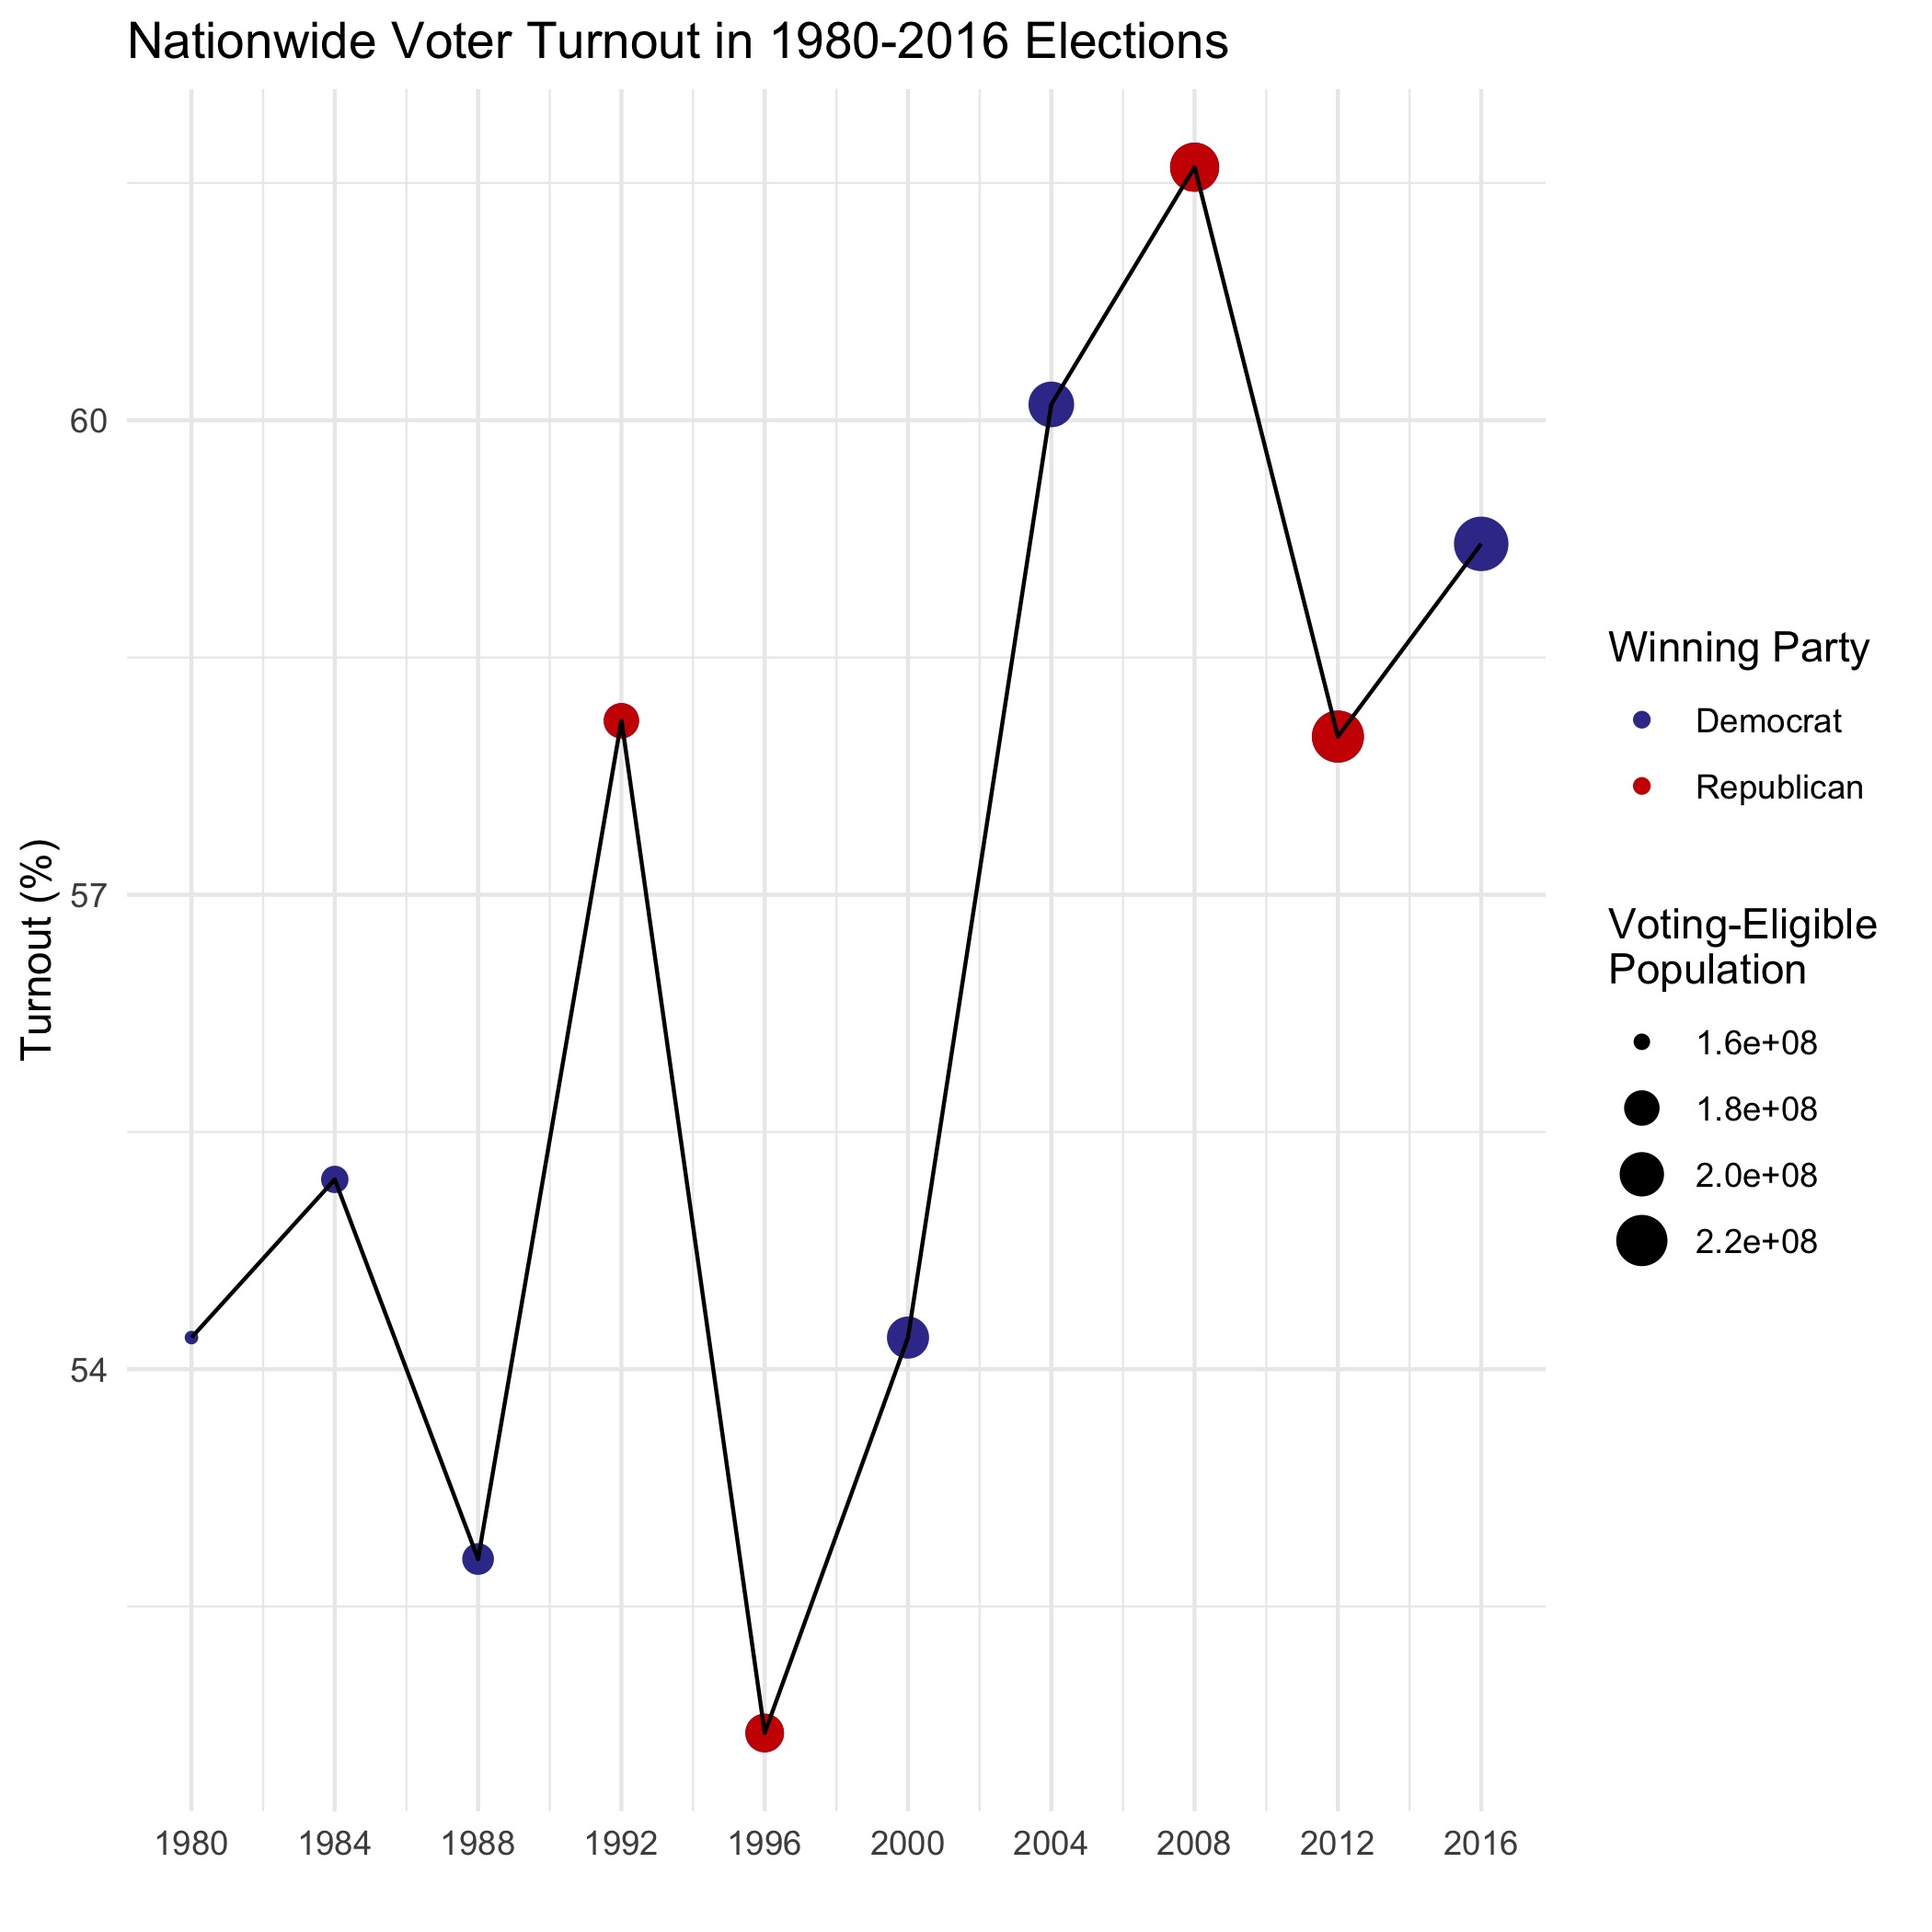 Nationwide Voter Turnout in 1980-2016 Elections
Turnout (%)
60
57
54
1980 1984 1988 1992 1996 2000 2004 2008 2012 2016
Winning Party
Democrat
Republican
Voting-Eligible
Population
1.6e+08
1.8e+08
2.0e+08
2.2e+08